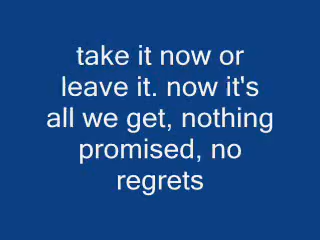 take it now or
leave it. now it's
all we get, nothing
promised, no
regrets